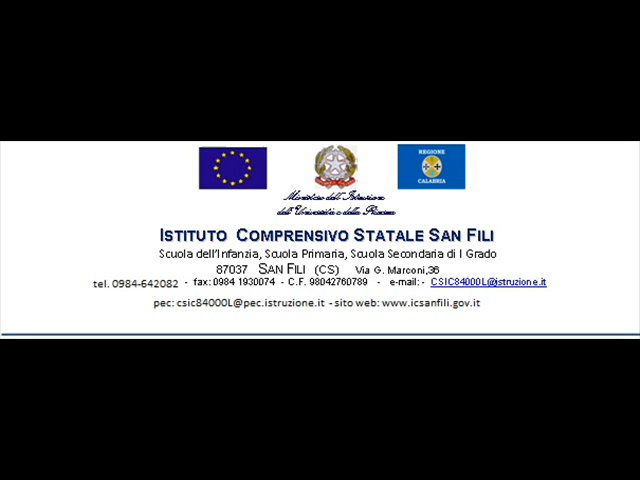 REGIONE
CALABRIA
Ministero dell'Istruzione
dell'Università e della Ricerca
ISTITUTO COMPRENSIVO STATALE SAN FILI
Scuola dell'Infanzia, Scuola Primaria, Scuola Secondaria di I Grado
87037 SAN FILI (CS) Via G. Marconi,36
tel. 0984-642082 - fax: 0984 1930074 - C.F. 98042760789 - e-mail: - CSIC84000L@istruzione.it
pec: csic84000L@pec.istruzione.it - sito web: www.icsanfili.gov.it